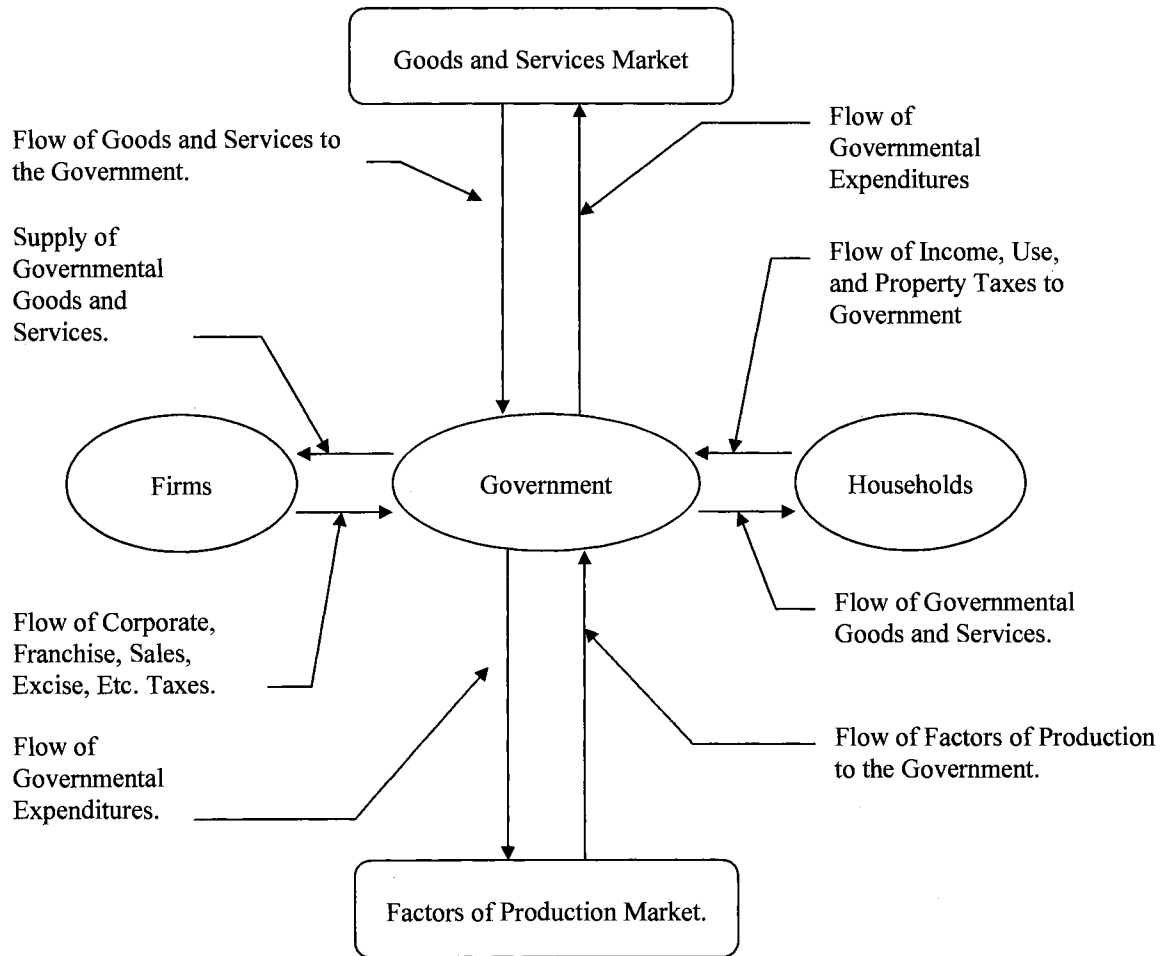 Goods and Services Market
Flow of Goods and Services to
the Government.
Flow of
Governmental
Expenditures
Supply of
Governmental
Goods and
Services.
Flow of Income, Use,
and Property Taxes to
Government
Firms
Government
Households
Flow of Corporate,
Franchise, Sales,
Excise, Etc. Taxes.
Flow of Governmental
Goods and Services.
Flow of
Governmental
Expenditures.
Flow of Factors of Production
to the Government.
Factors of Production Market.